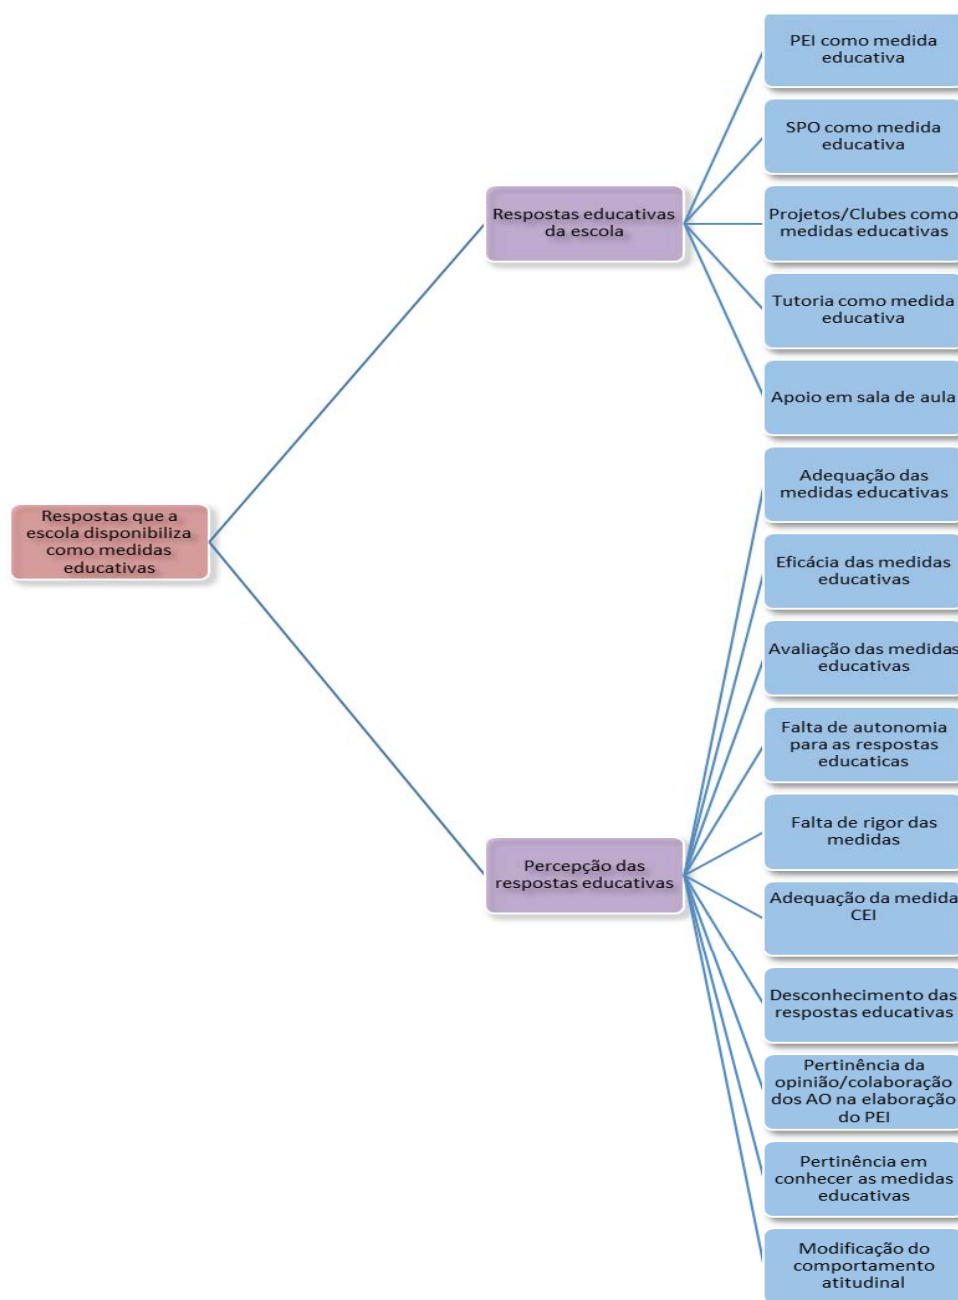 PEI como medida
educativa
SPO como medida
educativa
Respostas educativas
da escola
Projetos/Clubes como
medidas educativas
Tutoria como medida
educativa
Apoio em sala de aula
Respostas que a
escola disponibiliza
como medidas
educativas
Adequação das
medidas educativas
Eficácia das medidas
educativas
Avaliação das medidas
educativas
Falta de autonomia
para as respostas
educaticas
Falta de rigor das
medidas
Percepção das
respostas educativas
Adequação da medida
CEI
Desconhecimento das
respostas educativas
Pertinência da
opinião/colaboração
dos AO na elaboração
do PEI
Pertinência em
conhecer as medidas
educativas
Modificação do
comportamento
atitudinal